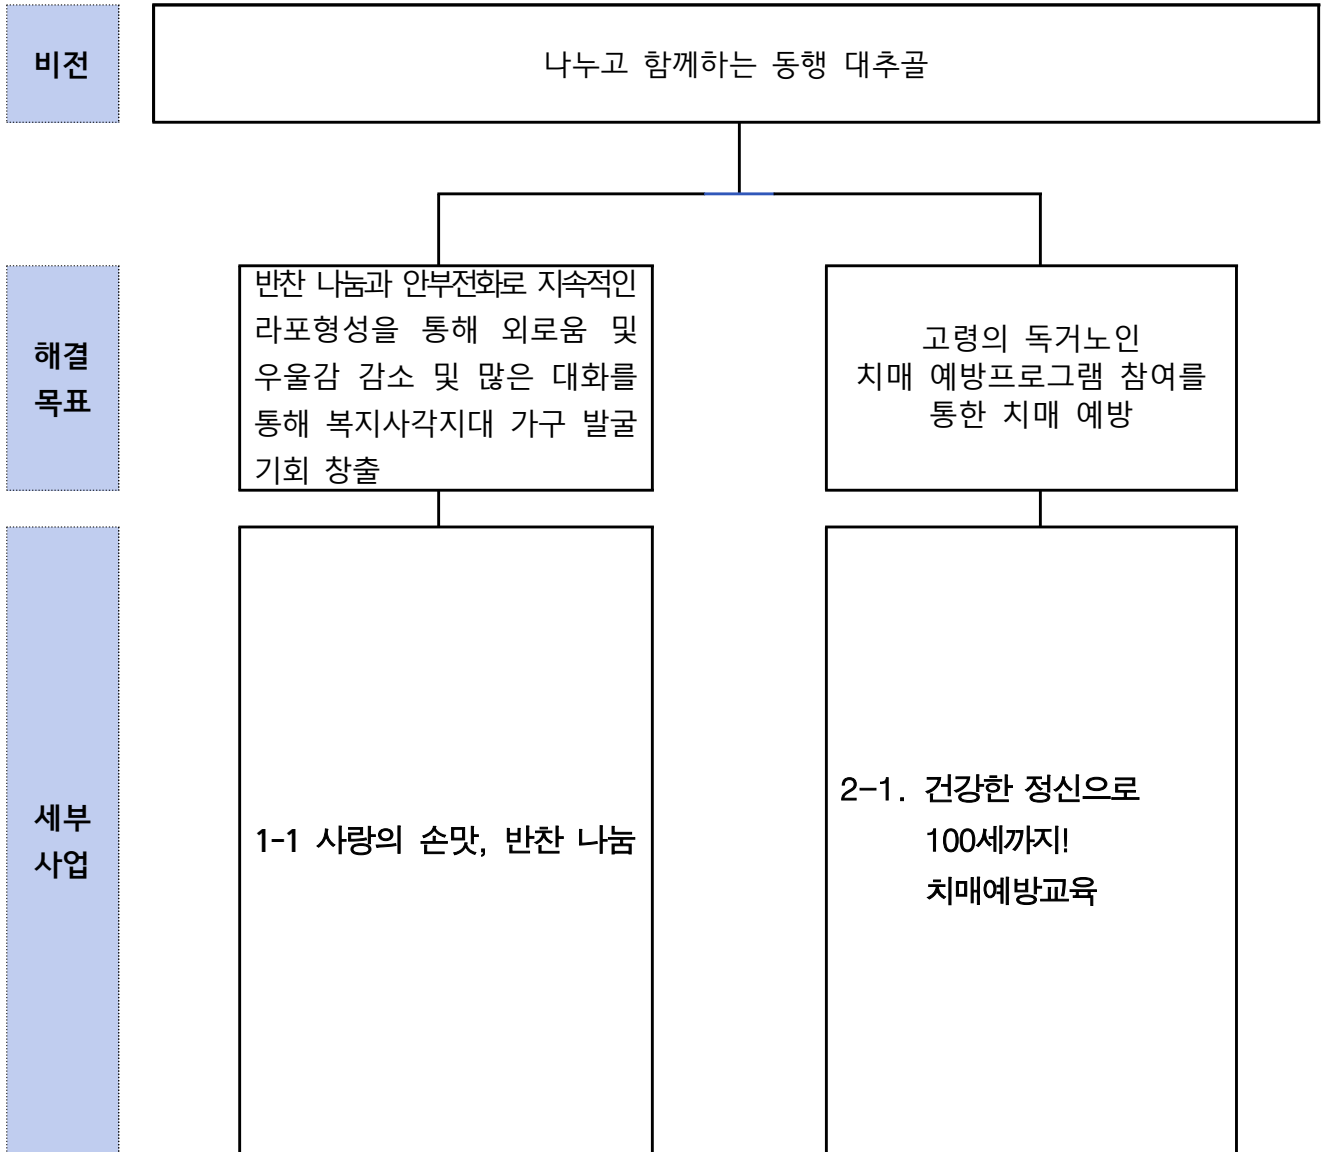 비전
나누고 함께하는 동행 대추골
해결
목표
반찬 나눔과 안부전화로 지속적인
라포형성을 통해 외로움 및
우울감 감소 및 많은 대화를
통해 복지사각지대 가구 발굴
기회 창출
고령의 독거노인
치매 예방프로그램 참여를
통한 치매 예방
세부
사업
1-1 사랑의 손맛, 반찬 나눔
2-1. 건강한 정신으로
100세까지!
치매예방교육